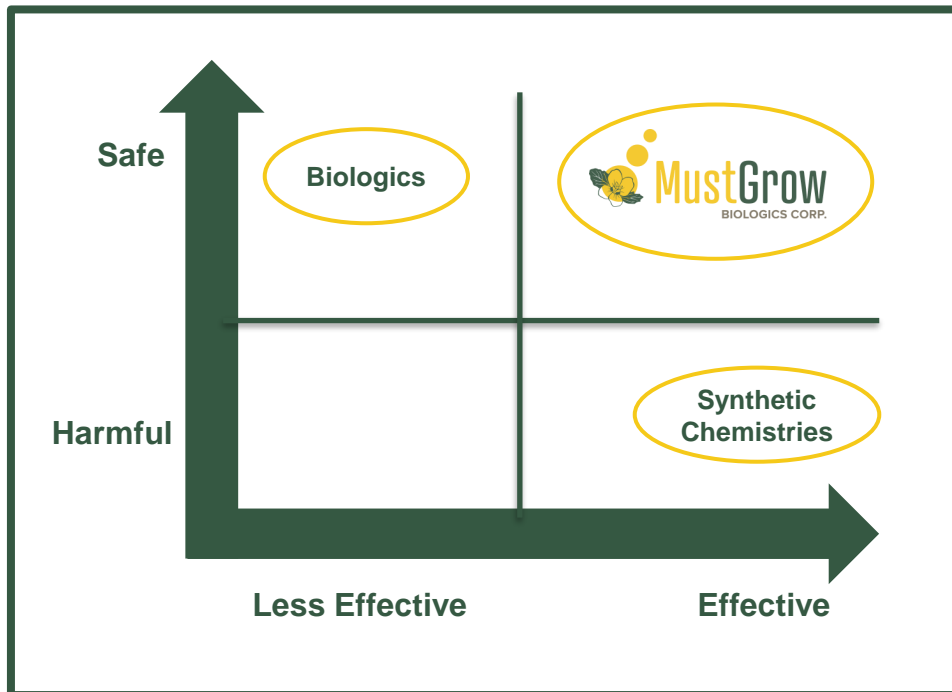 Safe
Biologics
MustGrow
BIOLOGICS CORP.
Harmful
Synthetic
Chemistries
Less Effective
Effective